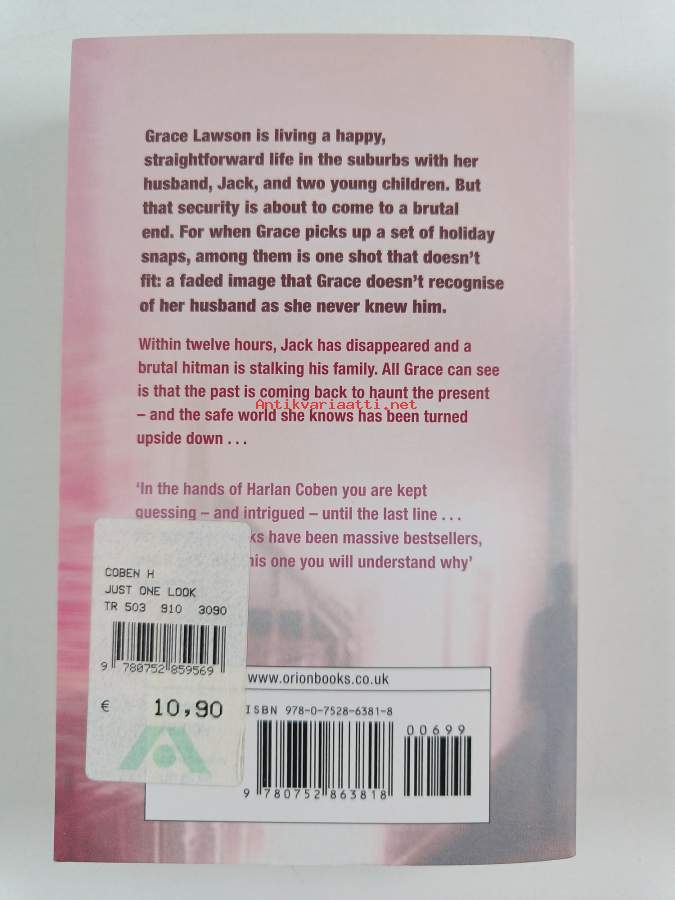 Grace Lawson is living a happy,
straightforward life in the suburbs with her
husband, Jack, and two young children. But
that security is about to come to a brutal
end. For when Grace picks up a set of holiday
snaps, among them is one shot that doesn't
fit: a faded image that Grace doesn't recognise
of her husband as she never knew him.
Within twelve hours, Jack has disappeared and a
brutal hitman is stalking his family. All Grace can see
is that the past is coming back to haunt the present
Antikvariaatti.net
– and the safe world she knows has been turned
upside down . . .
'In the hands of Harlan Coben you are kept
guessing – and intrigued – until the last line . . .
ks have been massive bestsellers,
his one you will understand why'
COBEN H
JUST ONE LOOK
TR 503 910 3090
9 780752 859569
€ 10,90
www.orionbooks.co.uk
ISBN 978-0-7528-6381-8
00699
9 780752 863818